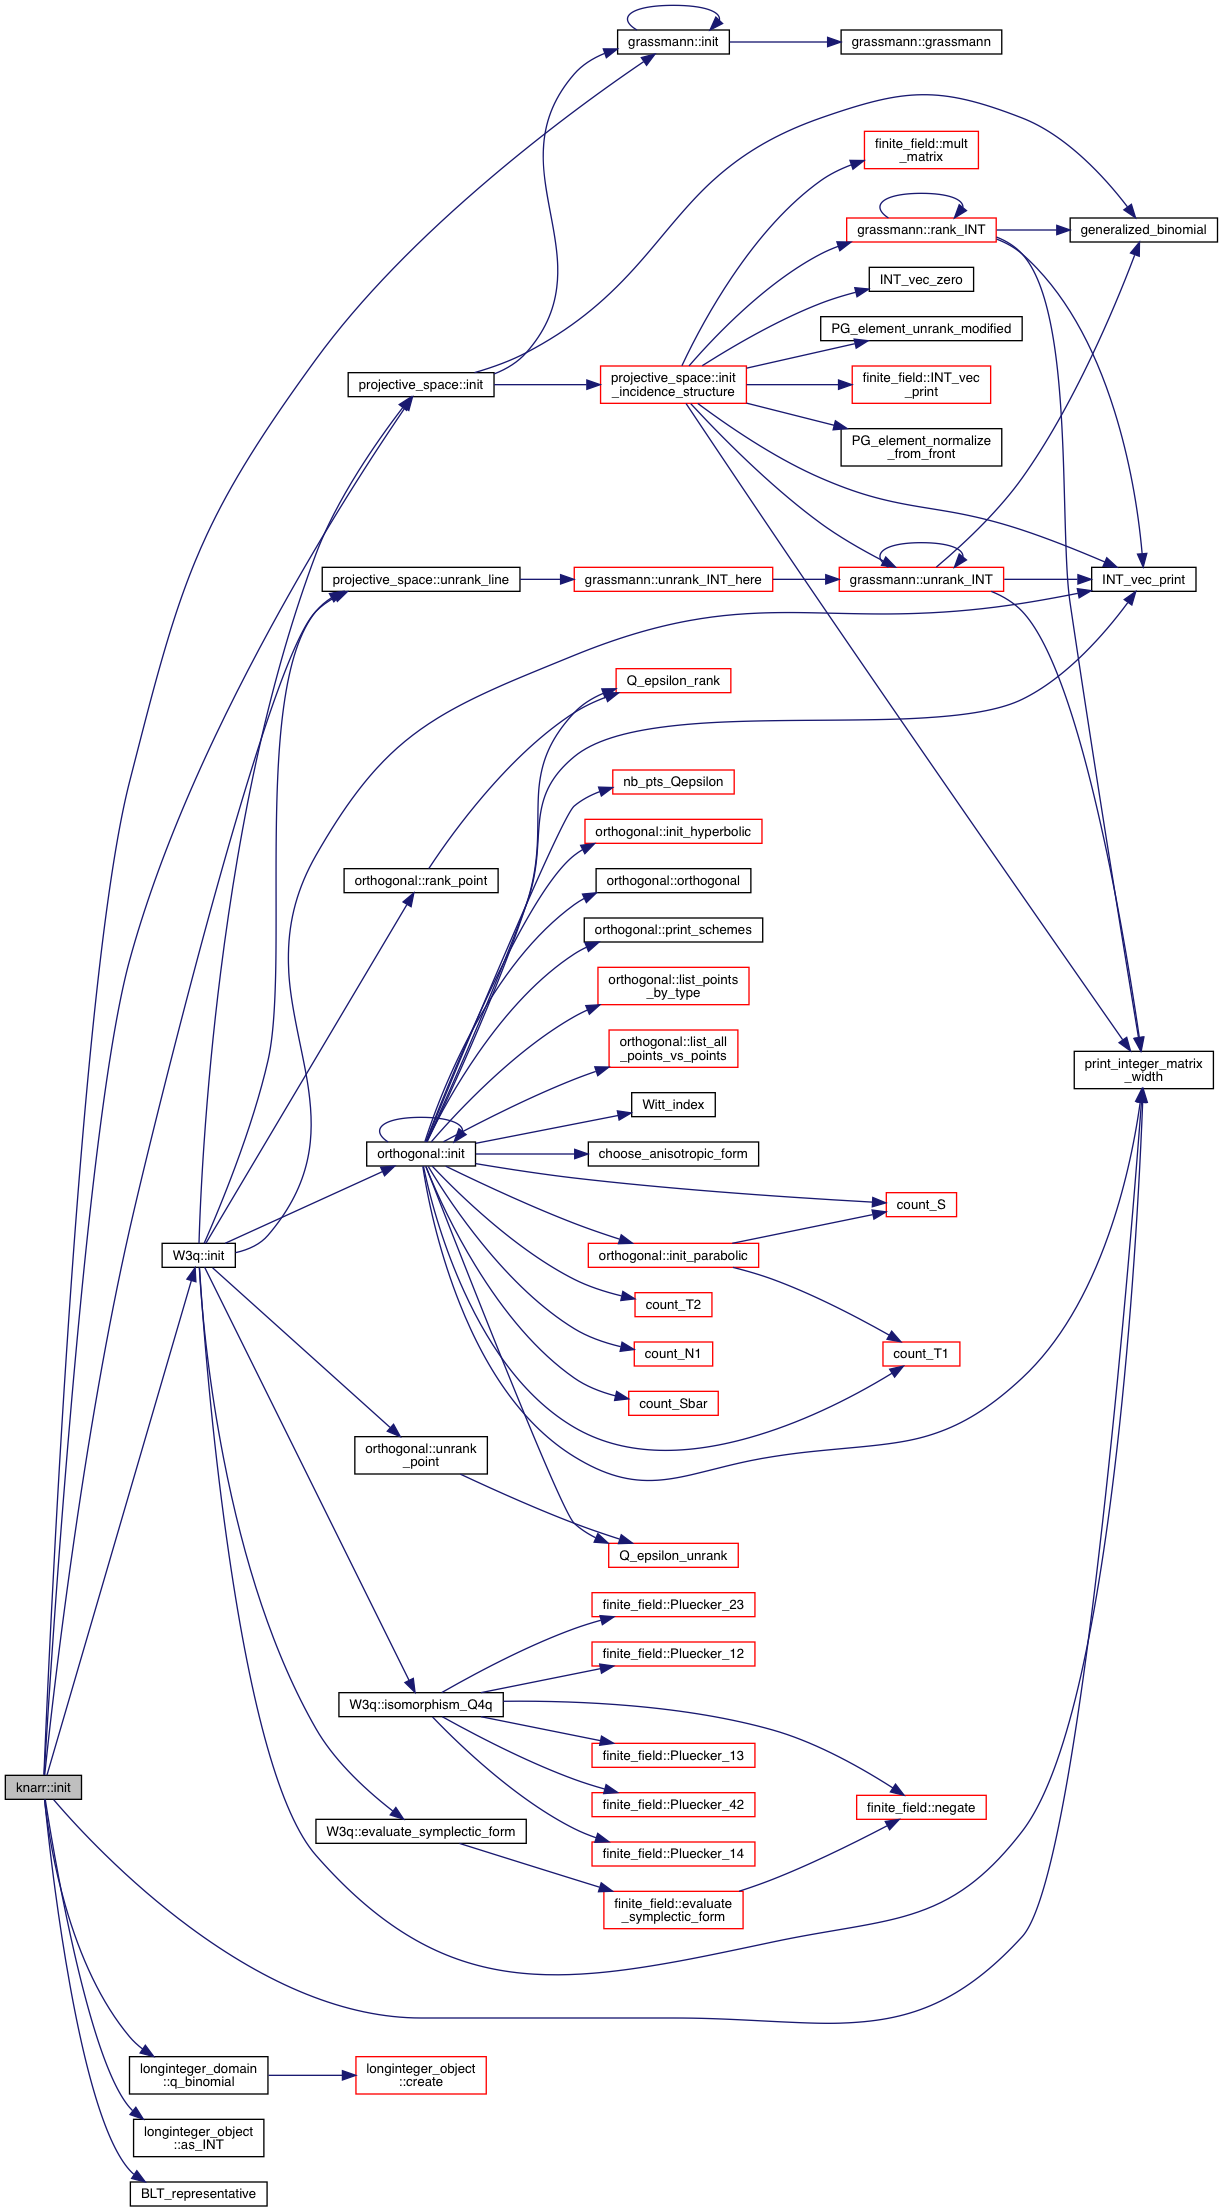 grassmann::init
grassmann::grassmann
finite_field::mult
_matrix
grassmann::rank_INT
generalized_binomial
INT_vec_zero
PG_element_unrank_modified
projective_space::init
projective_space::init
_incidence_structure
finite_field::INT_vec
_print
PG_element_normalize
_from_front
projective_space::unrank_line
grassmann::unrank_INT_here
grassmann::unrank_INT
INT_vec_print
Q_epsilon_rank
nb_pts_Qepsilon
orthogonal::init_hyperbolic
orthogonal::rank_point
orthogonal::orthogonal
orthogonal::print_schemes
orthogonal::list_points
_by_type
orthogonal::list_all
_points_vs_points
print_integer_matrix
_width
Witt_index
orthogonal::init
choose_anisotropic_form
count_S
W3q::init
orthogonal::init_parabolic
count_T2
count_N1
count_T1
count_Sbar
orthogonal::unrank
_point
Q_epsilon_unrank
finite_field::Pluecker_23
finite_field::Pluecker_12
W3q::isomorphism_Q4q
finite_field::Pluecker_13
knarr::init
finite_field::Pluecker_42
finite_field::negate
W3q::evaluate_symplectic_form
finite_field::Pluecker_14
finite_field::evaluate
_symplectic_form
longinteger_domain
::q_binomial
longinteger_object
::create
longinteger_object
::as_INT
BLT_representative